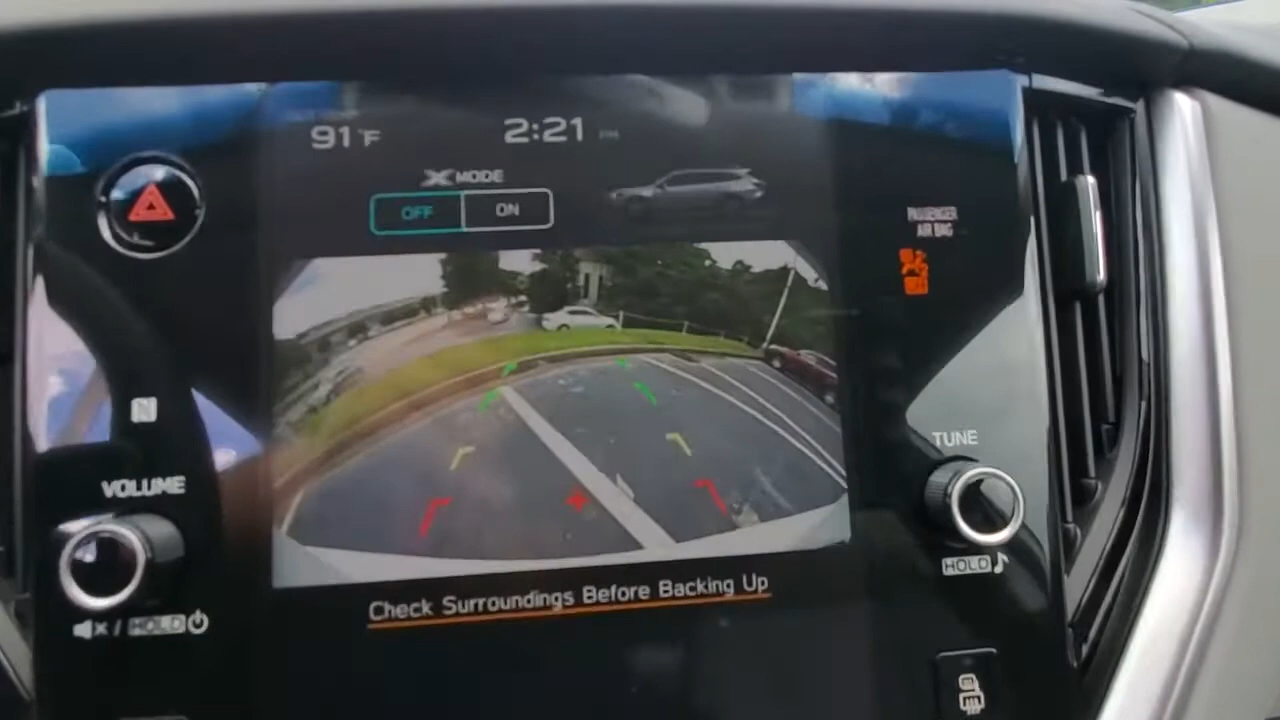 91°F 2:21 PM
X MODE
OFF ON
PASSENGER
AIR BAG
OFF
N
VOLUME
TUNE
HOLD
HOLD
Check Surroundings Before Backing Up